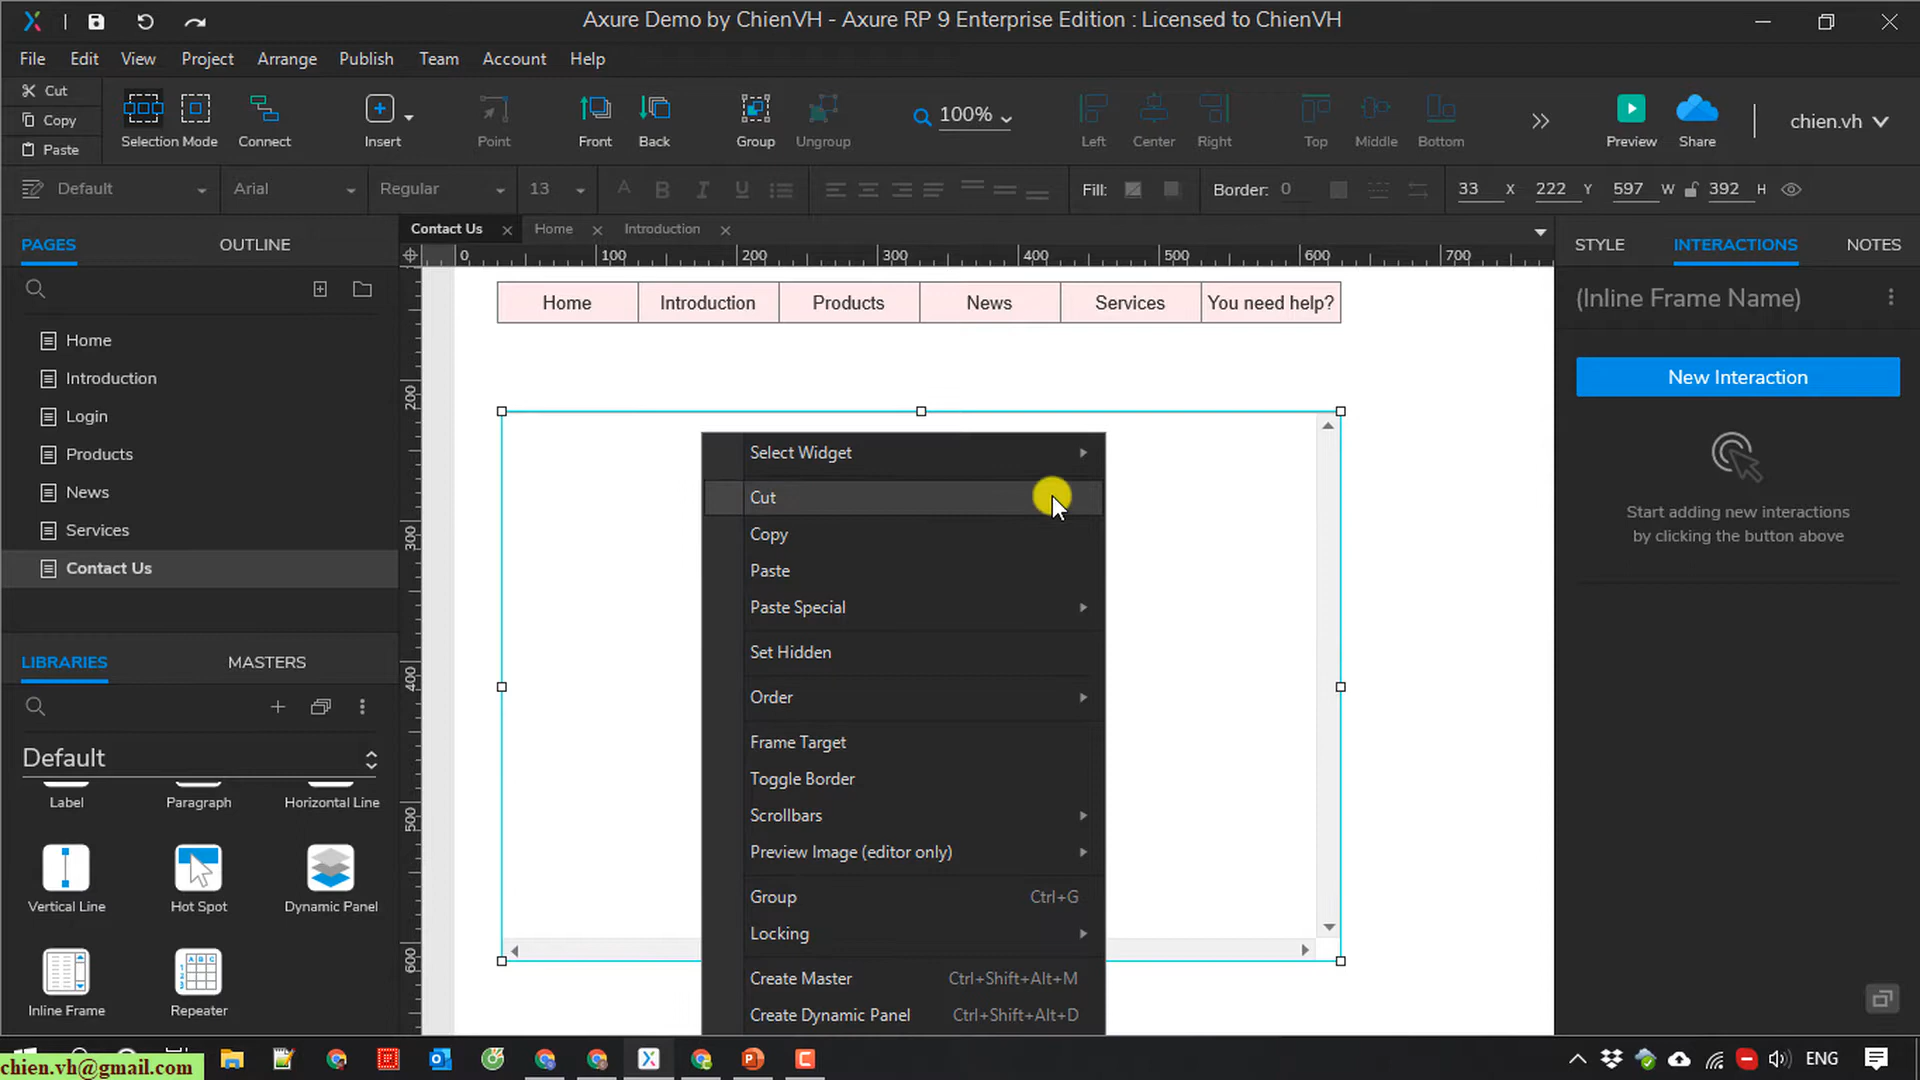 Axure Demo by ChienVH - Axure RP 9 Enterprise Edition : Licensed to ChienVH
File Edit View Project Arrange Publish Team Account Help
Cut
Copy
Paste
Selection Mode Connect Insert Point Front Back Group Ungroup 100% Left Center Right Top Middle Bottom Preview Share chien.vh
Default Arial Regular 13 Fill: Border: 0 33 X 222 Y 597 W 392 H
PAGES OUTLINE
Contact Us Home Introduction
STYLE INTERACTIONS NOTES
0 100 200 300 400 500 600 700
Home
Introduction
Login
Products
News
Services
Contact Us
LIBRARIES MASTERS
Default
Label Paragraph Horizontal Line
Vertical Line Hot Spot Dynamic Panel
Inline Frame Repeater
200
300
400
500
600
Home Introduction Products News Services You need help?
Select Widget
Cut
Copy
Paste
Paste Special
Set Hidden
Order
Frame Target
Toggle Border
Scrollbars
Preview Image (editor only)
Group Ctrl+G
Locking
Create Master Ctrl+Shift+Alt+M
Create Dynamic Panel Ctrl+Shift+Alt+D
(Inline Frame Name)
New Interaction
Start adding new interactions
by clicking the button above
chien.vh@gmail.com
ENG